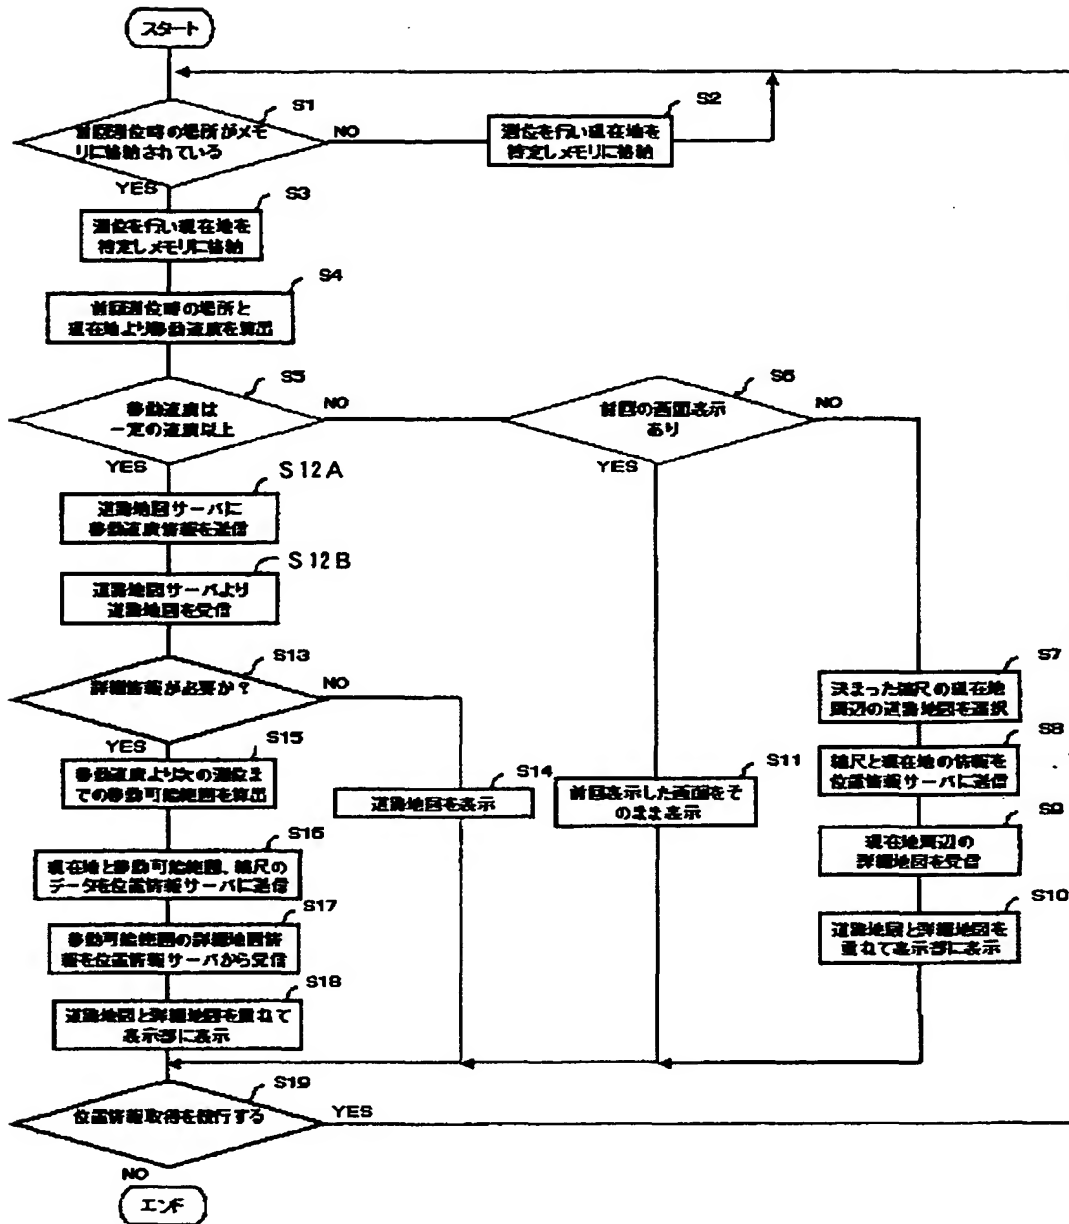 スタート
S1
前回測位時の場所がメモ
リに格納されている
NO
YES
S2
測位を行い現在地を
特定しメモリに格納
S3
測位を行い現在地を
特定しメモリに格納
S4
前回測位時の場所と
現在地より移動速度を算出
S5
移動速度は
一定の速度以上
NO
YES
S6
前回の画面表示
あり
NO
YES
S12A
道路地図サーバに
移動速度情報を送信
S12B
道路地図サーバより
道路地図を受信
S13
詳細情報が必要か?
NO
YES
S15
移動速度より次の測位ま
での移動可能範囲を算出
S14
道路地図を表示
S11
前回表示した画面をそ
のまま表示
S7
決まった縮尺の現在地
周辺の道路地図を選択
S8
縮尺と現在地の情報を
位置情報サーバに送信
S9
現在地周辺の
詳細地図を受信
S10
道路地図と詳細地図を
重ねて表示部に表示
S16
現在地と移動可能範囲、縮尺の
データを位置情報サーバに送信
S17
移動可能範囲の詳細地図情
報を位置情報サーバから受信
S18
道路地図と詳細地図を重ねて
表示部に表示
S19
位置情報取得を続行する
YES
NO
エンド